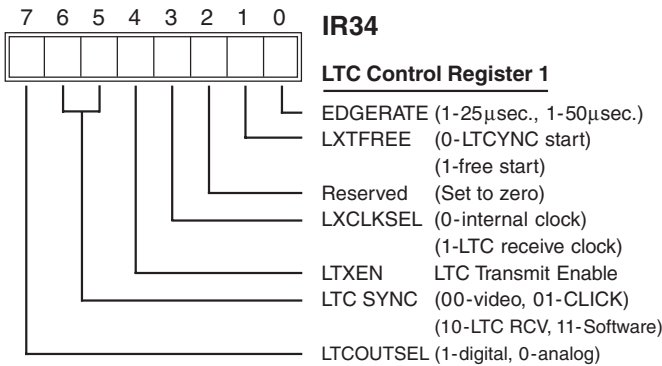 7 6 5 4 3 2 1 0
IR34
LTC Control Register 1
EDGERATE (1-25µsec., 1-50µsec.)
LXTFREE (0-LTCYNC start)
(1-free start)
Reserved (Set to zero)
LXCLKSEL (0-internal clock)
(1-LTC receive clock)
LTXEN LTC Transmit Enable
LTC SYNC (00-video, 01-CLICK)
(10-LTC RCV, 11-Software)
LTCOUTSEL (1-digital, 0-analog)